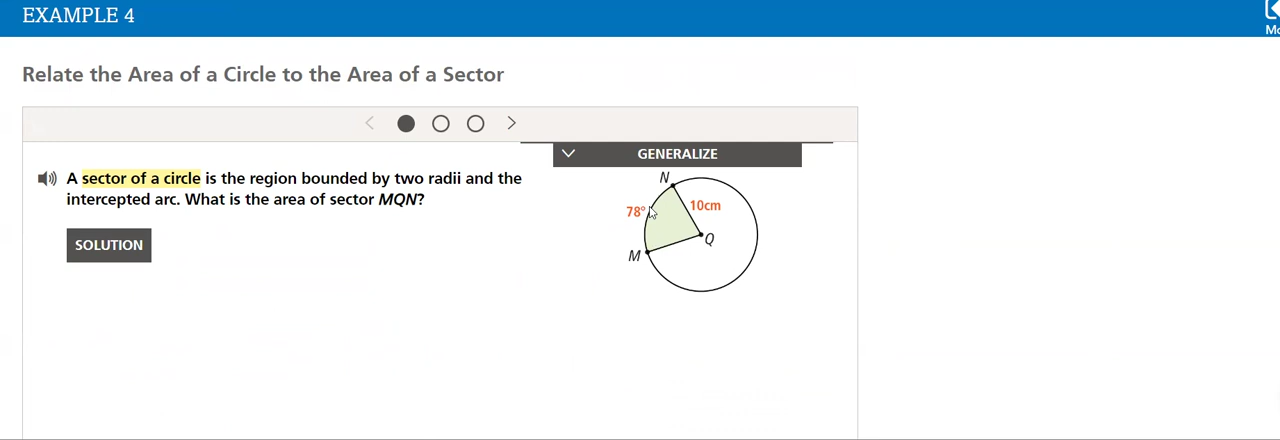 EXAMPLE 4
Relate the Area of a Circle to the Area of a Sector
GENERALIZE
A sector of a circle is the region bounded by two radii and the
intercepted arc. What is the area of sector MQN?
SOLUTION
N
78°
10cm
Q
M